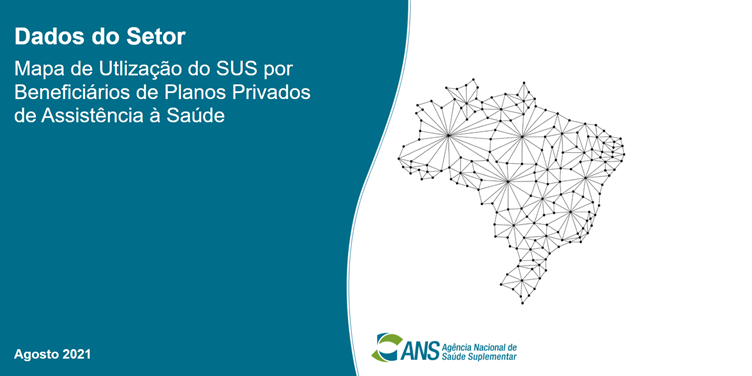 Dados do Setor
Mapa de Utlização do SUS por
Beneficiários de Planos Privados
de Assistência à Saúde
Agosto 2021
ANS Agência Nacional de
Saúde Suplementar